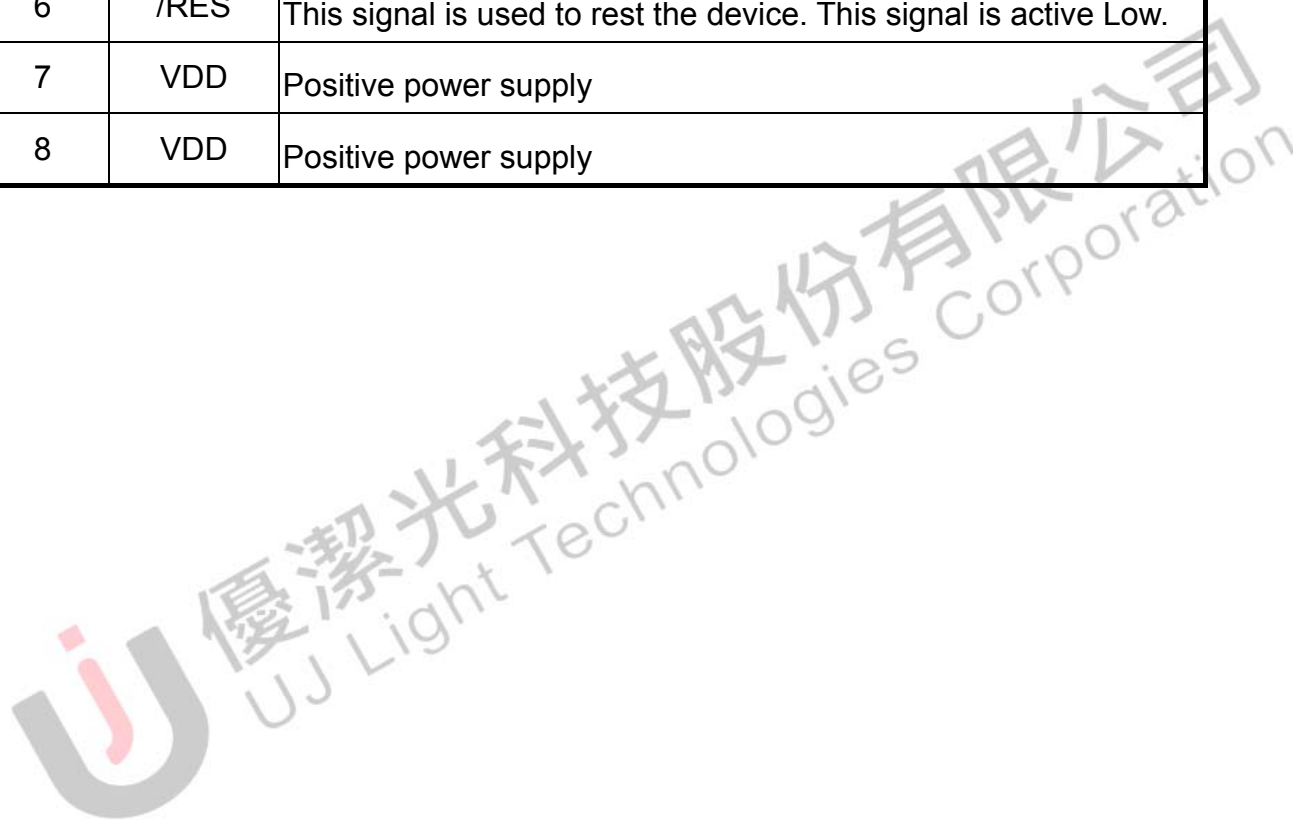 6 /RES This signal is used to rest the device. This signal is active Low.
7 VDD Positive power supply
8 VDD Positive power supply
優潔光科技股份有限公司
UJ Light Technologies Corporation